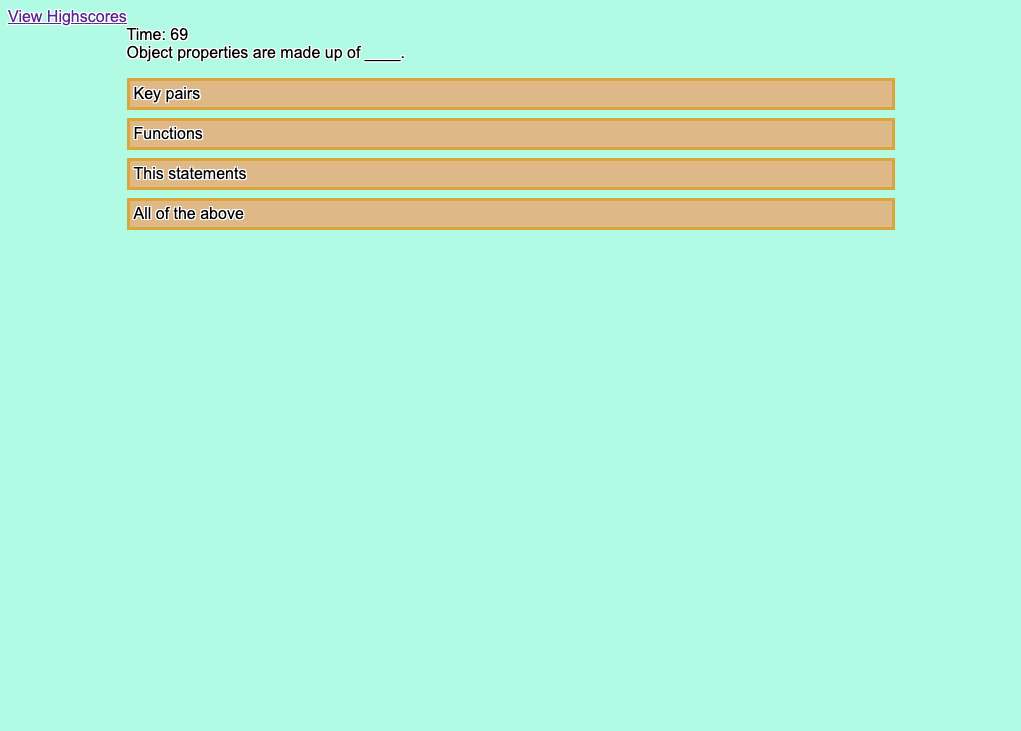 View Highscores
Time: 69
Object properties are made up of ____.
Key pairs
Functions
This statements
All of the above